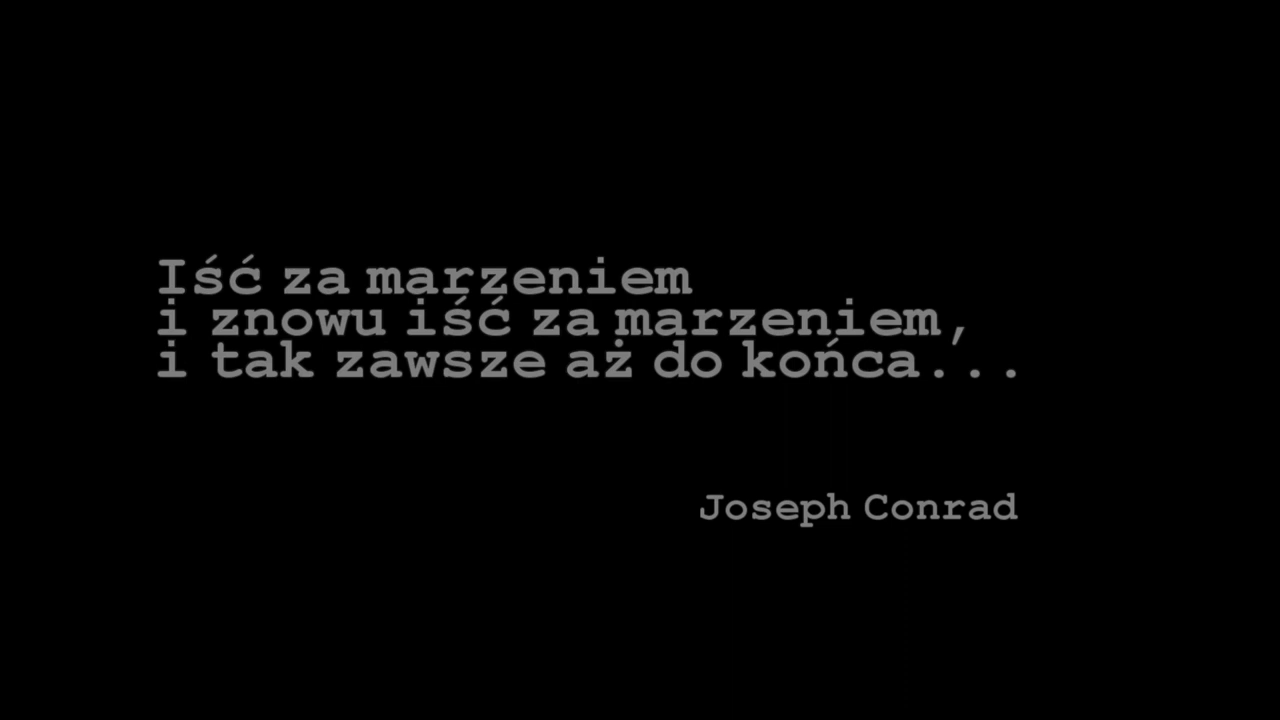 Iść za marzeniem
i znowu iść za marzeniem,
i tak zawsze aż do końca...
Joseph Conrad